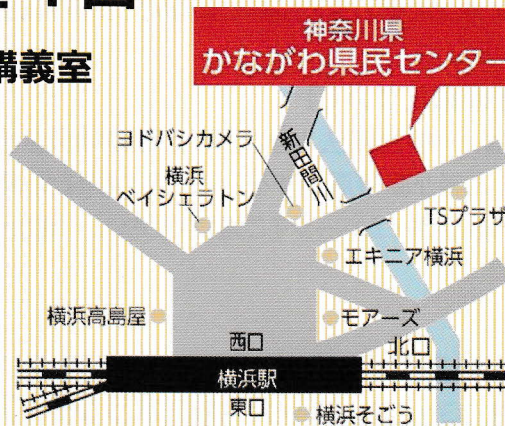 講義室
神奈川県
かながわ県民センター
ヨドバシカメラ
新田間川
横浜
ベイシェラトン
TSプラザ
エキニア横浜
横浜高島屋
モアーズ
西口
北口
横浜駅
東口
横浜そごう